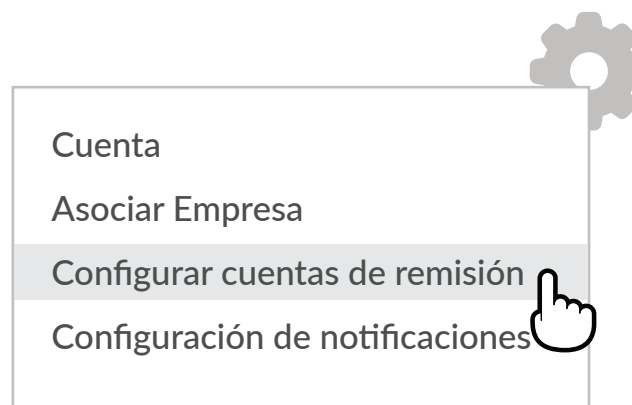 Cuenta
Asociar Empresa
Configurar cuentas de remisión
Configuración de notificaciones